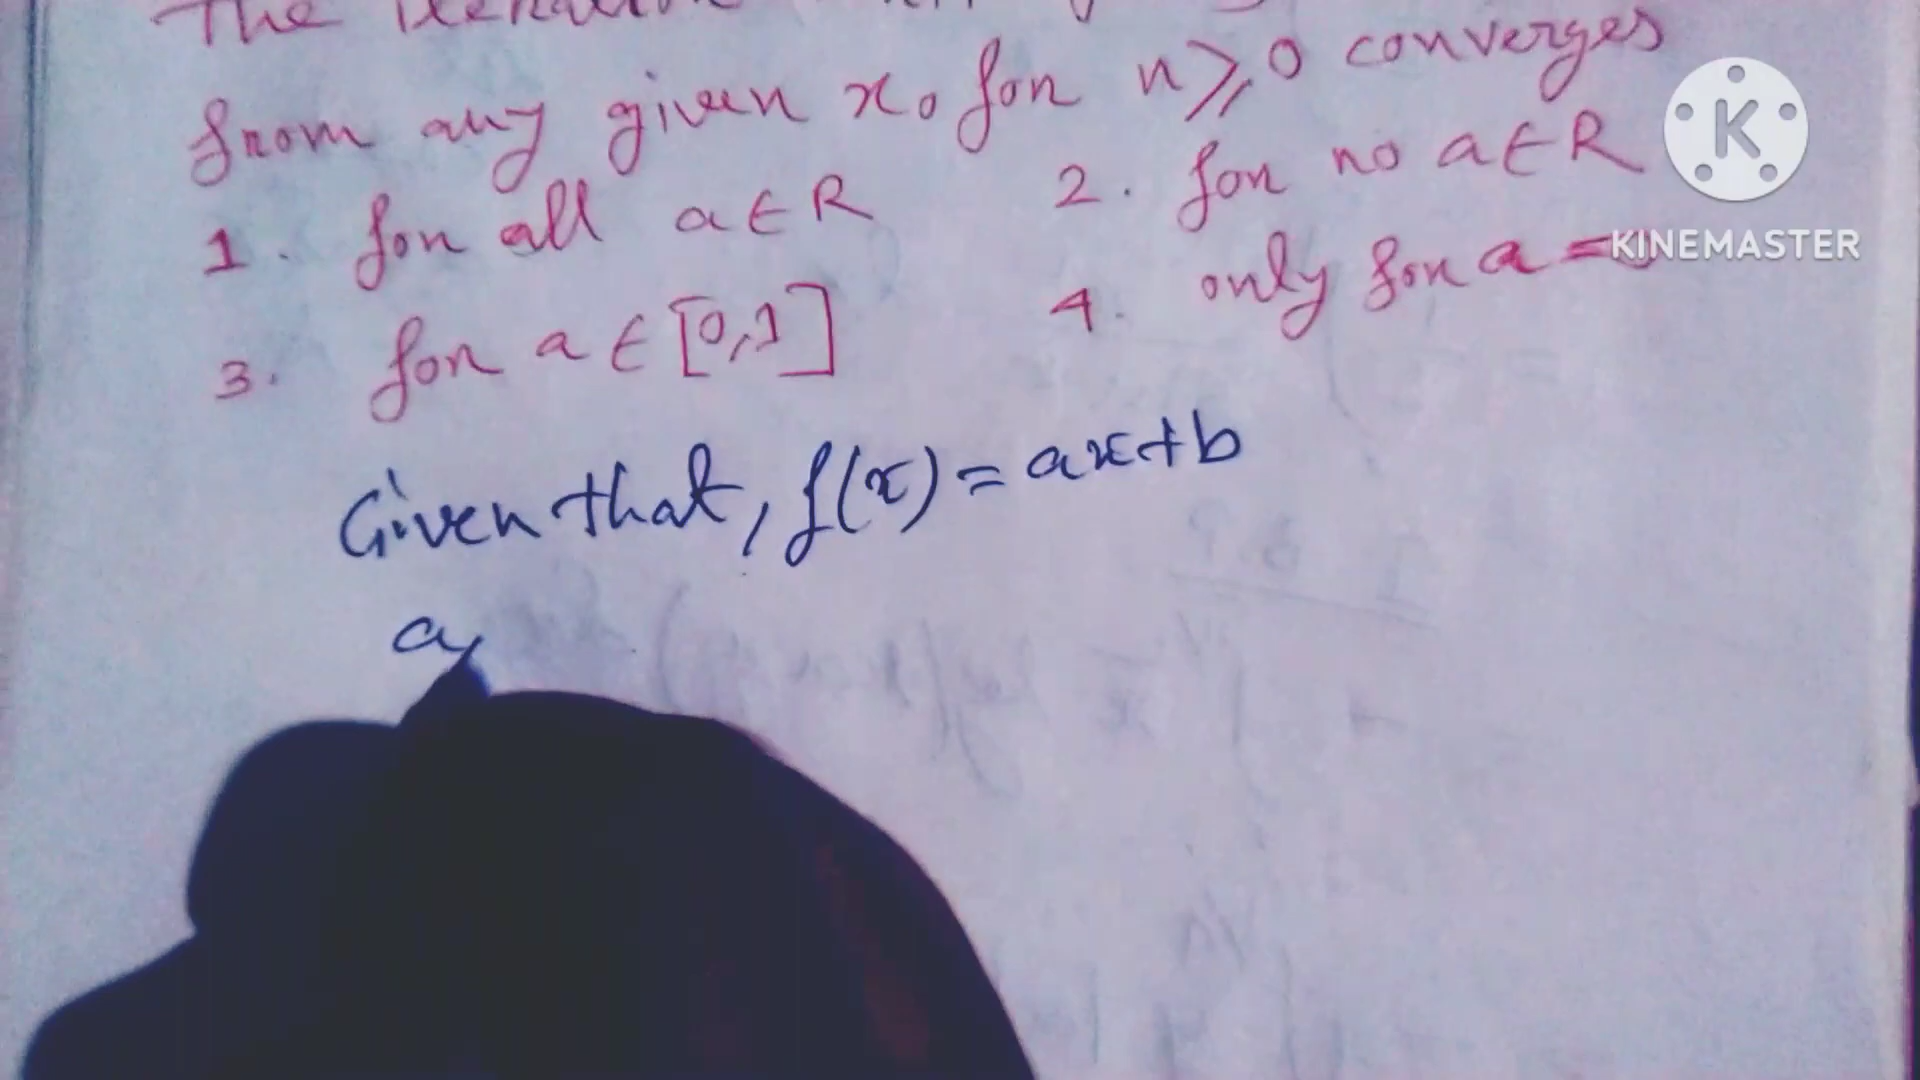 The
from any given x₀ for n ≥ 0 converges
1. for all a ∈ R 2. for no a ∈ R
3. for a ∈ [0,1] 4. only for a =
Given that, f(x) = ax+b
a
K
KINEMASTER